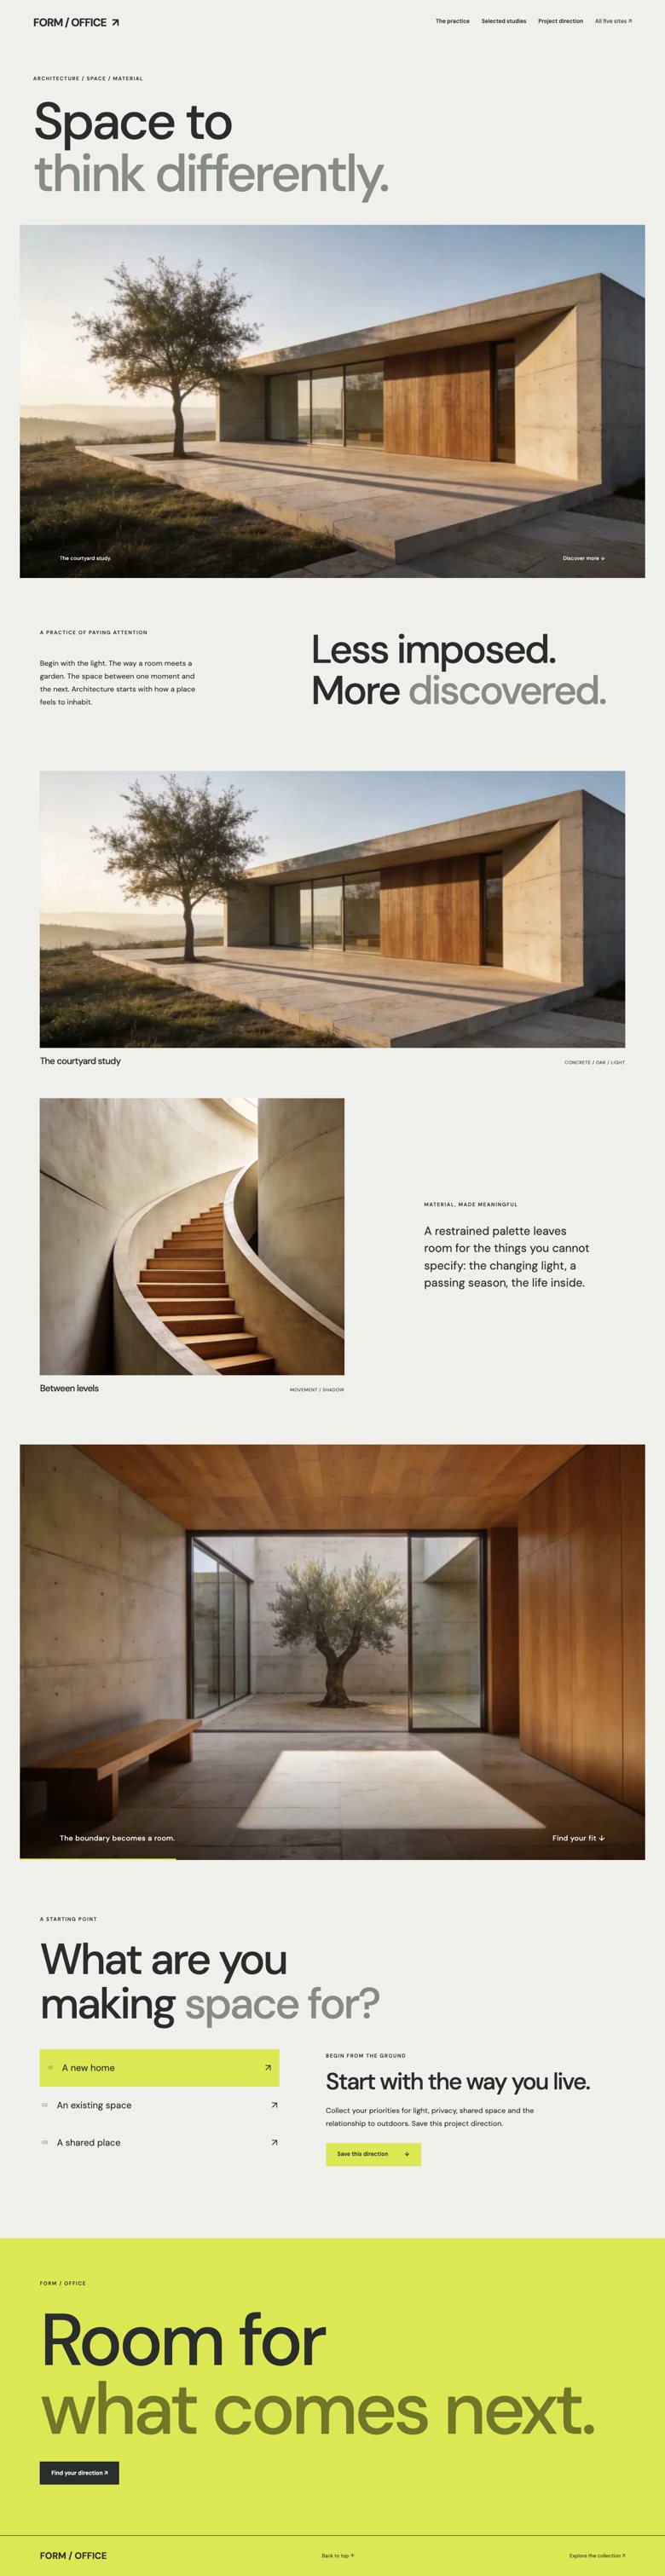 FORM / OFFICE ↗
The practice
Selected studies
Project direction
All five sites ↗
ARCHITECTURE / SPACE / MATERIAL
Space to
think differently.
The courtyard study.
Discover more ↓
A PRACTICE OF PAYING ATTENTION
Begin with the light. The way a room meets a
garden. The space between one moment and
the next. Architecture starts with how a place
feels to inhabit.
Less imposed.
More discovered.
The courtyard study
CONCRETE / OAK / LIGHT
Between levels
MOVEMENT / SHADOW
MATERIAL, MADE MEANINGFUL
A restrained palette leaves
room for the things you cannot
specify: the changing light, a
passing season, the life inside.
The boundary becomes a room.
Find your fit ↓
A STARTING POINT
What are you
making space for?
01 A new home ↗
02 An existing space ↗
03 A shared place ↗
BEGIN FROM THE GROUND
Start with the way you live.
Collect your priorities for light, privacy, shared space and the
relationship to outdoors. Save this project direction.
Save this direction ↓
FORM / OFFICE
Room for
what comes next.
Find your direction ↗
FORM / OFFICE
Back to top ↑
Explore the collection ↗